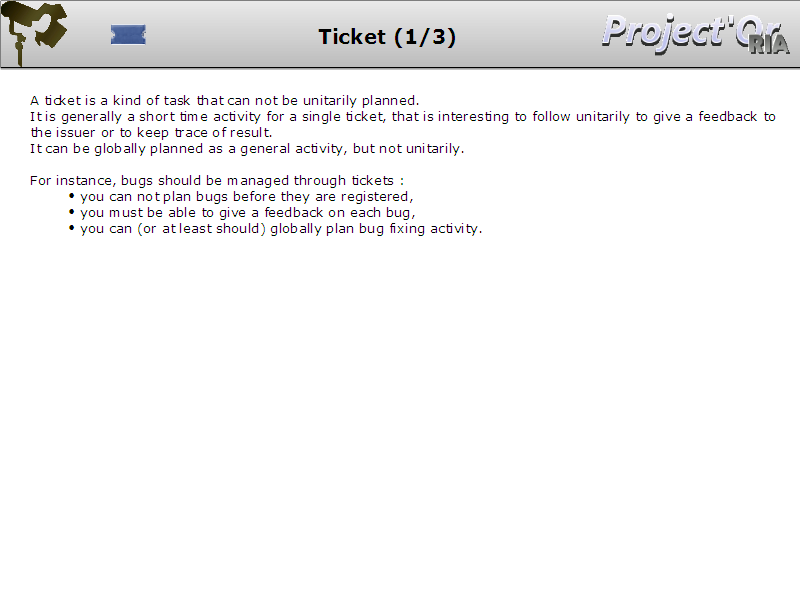 Ticket (1/3)
Project'Or
RIA
A ticket is a kind of task that can not be unitarily planned.
It is generally a short time activity for a single ticket, that is interesting to follow unitarily to give a feedback to
the issuer or to keep trace of result.
It can be globally planned as a general activity, but not unitarily.
For instance, bugs should be managed through tickets :
• you can not plan bugs before they are registered,
• you must be able to give a feedback on each bug,
• you can (or at least should) globally plan bug fixing activity.